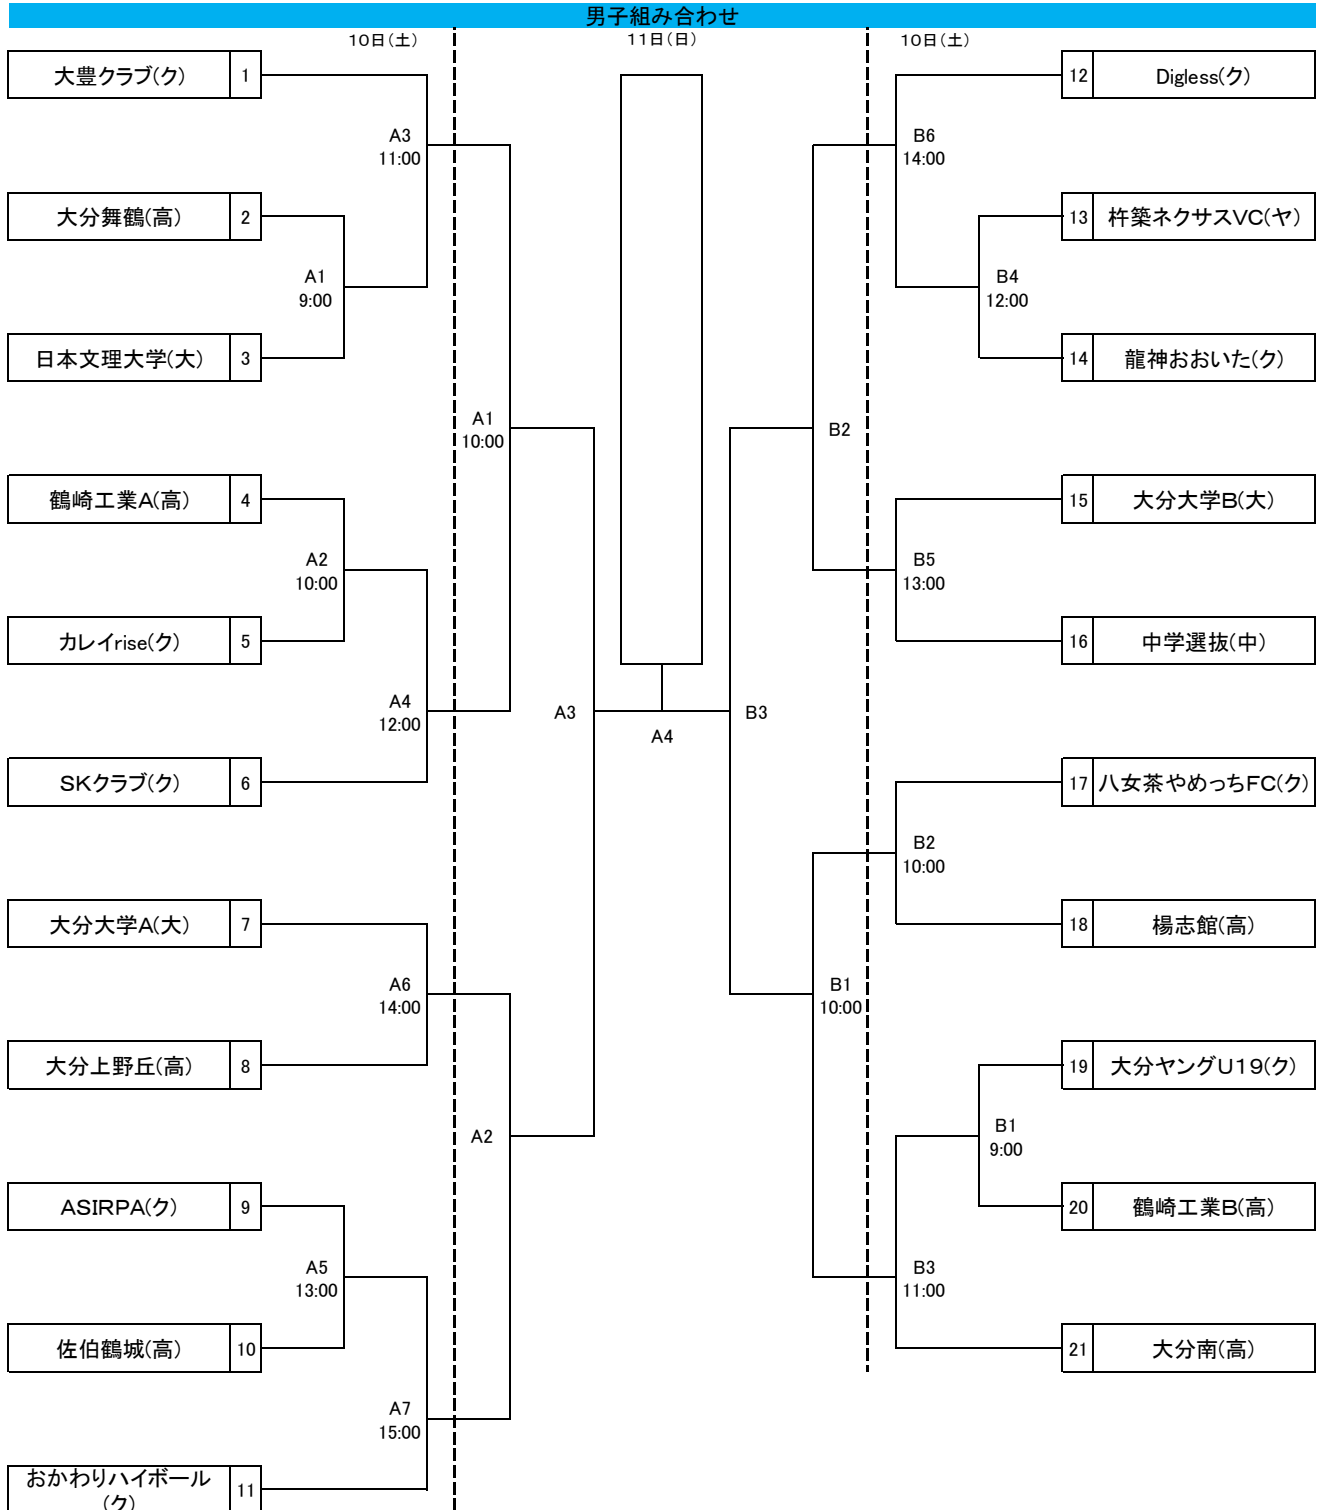 男子組み合わせ
10日(土)
11日(日)
10日(土)
大豊クラブ(ク) 1
A3
11:00
大分舞鶴(高) 2
A1
9:00
日本文理大学(大) 3
A1
10:00
鶴崎工業A(高) 4
A2
10:00
カレイrise(ク) 5
A4
12:00
SKクラブ(ク) 6
A3
A4
大分大学A(大) 7
A6
14:00
大分上野丘(高) 8
A2
ASIRPA(ク) 9
A5
13:00
佐伯鶴城(高) 10
A7
15:00
おかわりハイボール
(ク)
11
12 Digless(ク)
B6
14:00
13 杵築ネクサスVC(ヤ)
B4
12:00
14 龍神おおいた(ク)
B2
15 大分大学B(大)
B5
13:00
16 中学選抜(中)
B3
17 八女茶やめっちFC(ク)
B2
10:00
18 楊志館(高)
B1
10:00
19 大分ヤングU19(ク)
B1
9:00
20 鶴崎工業B(高)
B3
11:00
21 大分南(高)